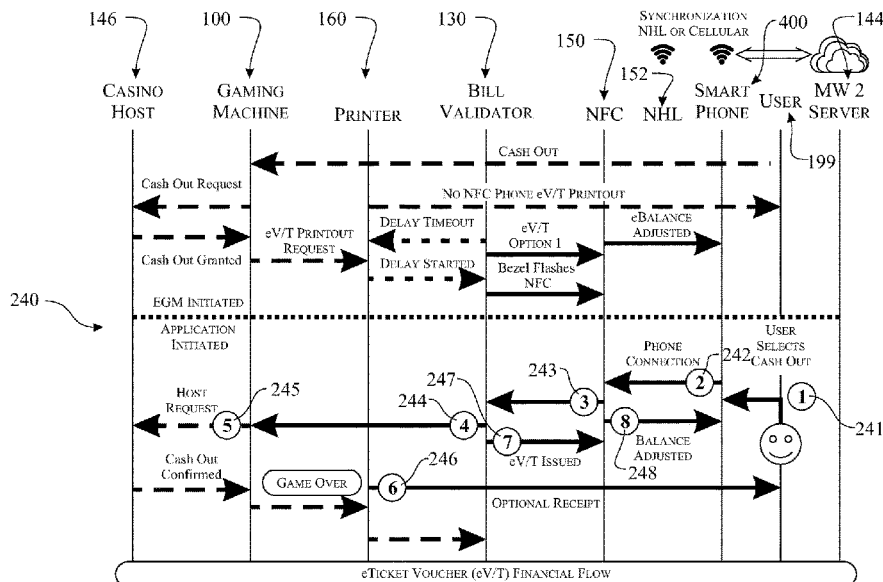 146
100
160
130
150
152
SYNCHRONIZATION
NHL OR CELLULAR
400
144
CASINO
HOST
GAMING
MACHINE
PRINTER
BILL
VALIDATOR
NFC
NHL
SMART
PHONE
USER
MW 2
SERVER
199
CASH OUT
Cash Out Request
NO NFC PHONE eV/T PRINTOUT
Cash Out Granted
eV/T PRINTOUT
REQUEST
DELAY TIMEOUT
DELAY STARTED
eV/T
OPTION 1
Bezel Flashes
NFC
eBALANCE
ADJUSTED
240
EGM INITIATED
APPLICATION
INITIATED
USER
SELECTS
CASH OUT
PHONE
CONNECTION
242
2
1
241
243
3
HOST
REQUEST
245
5
247
244
4
7
eV/T ISSUED
8
248
BALANCE
ADJUSTED
Cash Out
Confirmed
GAME OVER
6
246
OPTIONAL RECEIPT
eTICKET VOUCHER (eV/T) FINANCIAL FLOW